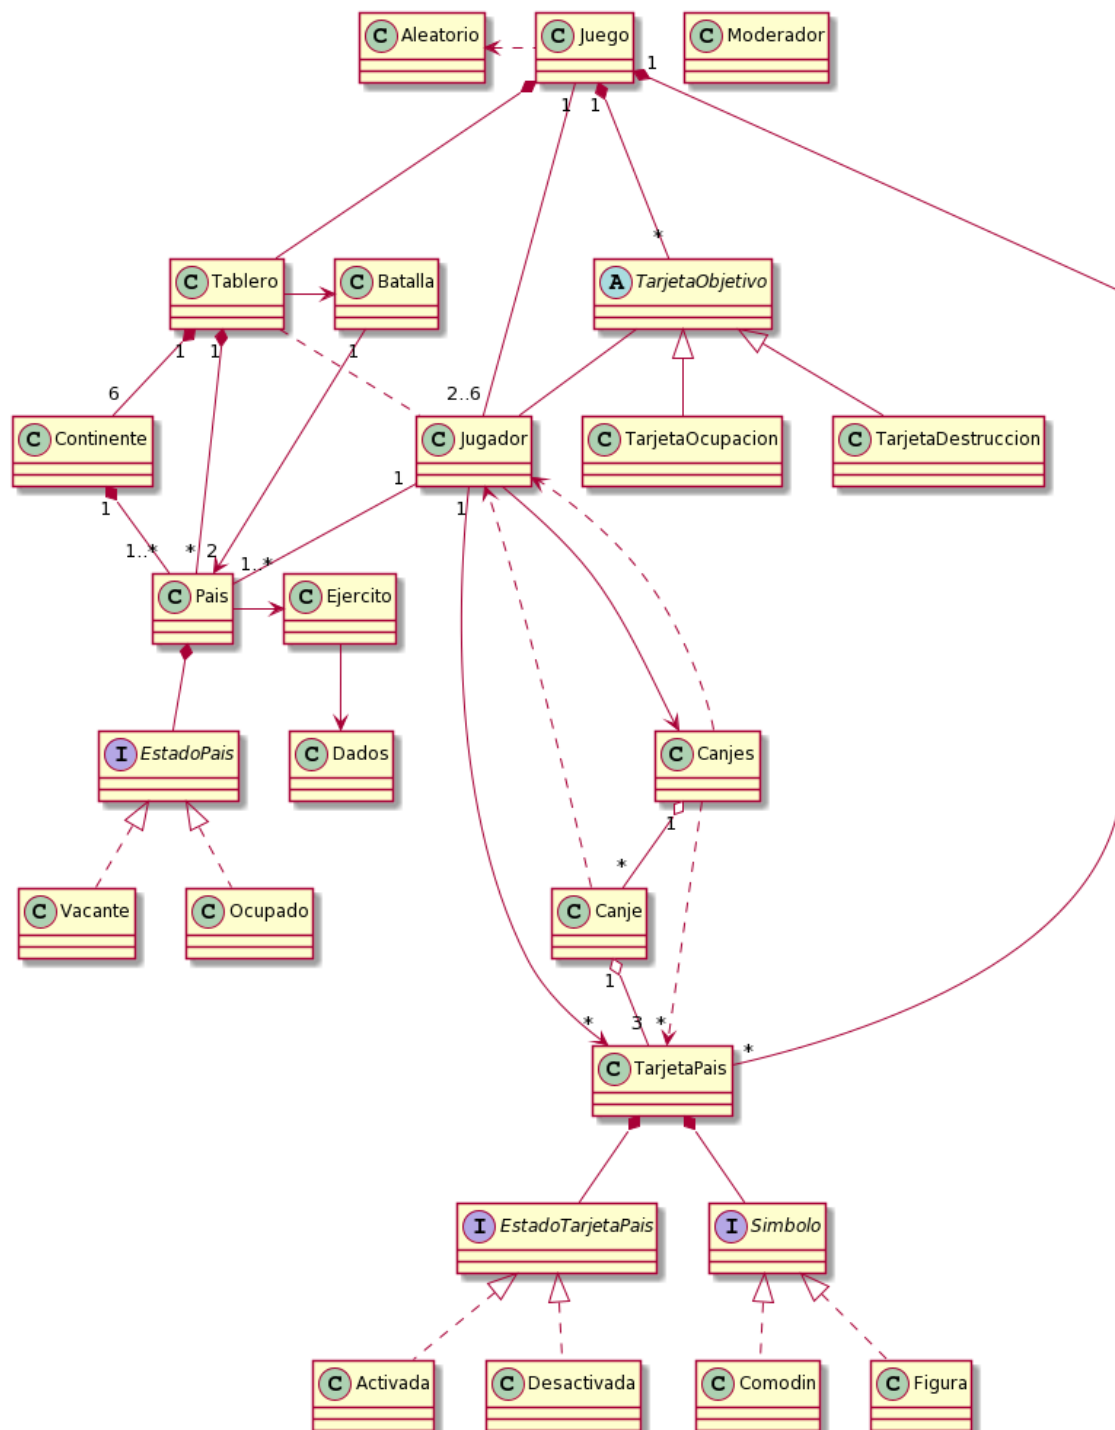 C Aleatorio
C Juego
C Moderador
1
1
1
*
C Tablero
C Batalla
A TarjetaObjetivo
1
1
1
6
2..6
C Continente
C Jugador
C TarjetaOcupacion
C TarjetaDestruccion
1
1
1
1..*
*
2
1..*
C Pais
C Ejercito
I EstadoPais
C Dados
C Canjes
1
*
C Vacante
C Ocupado
C Canje
1
*
3
*
*
C TarjetaPais
I EstadoTarjetaPais
I Simbolo
C Activada
C Desactivada
C Comodin
C Figura